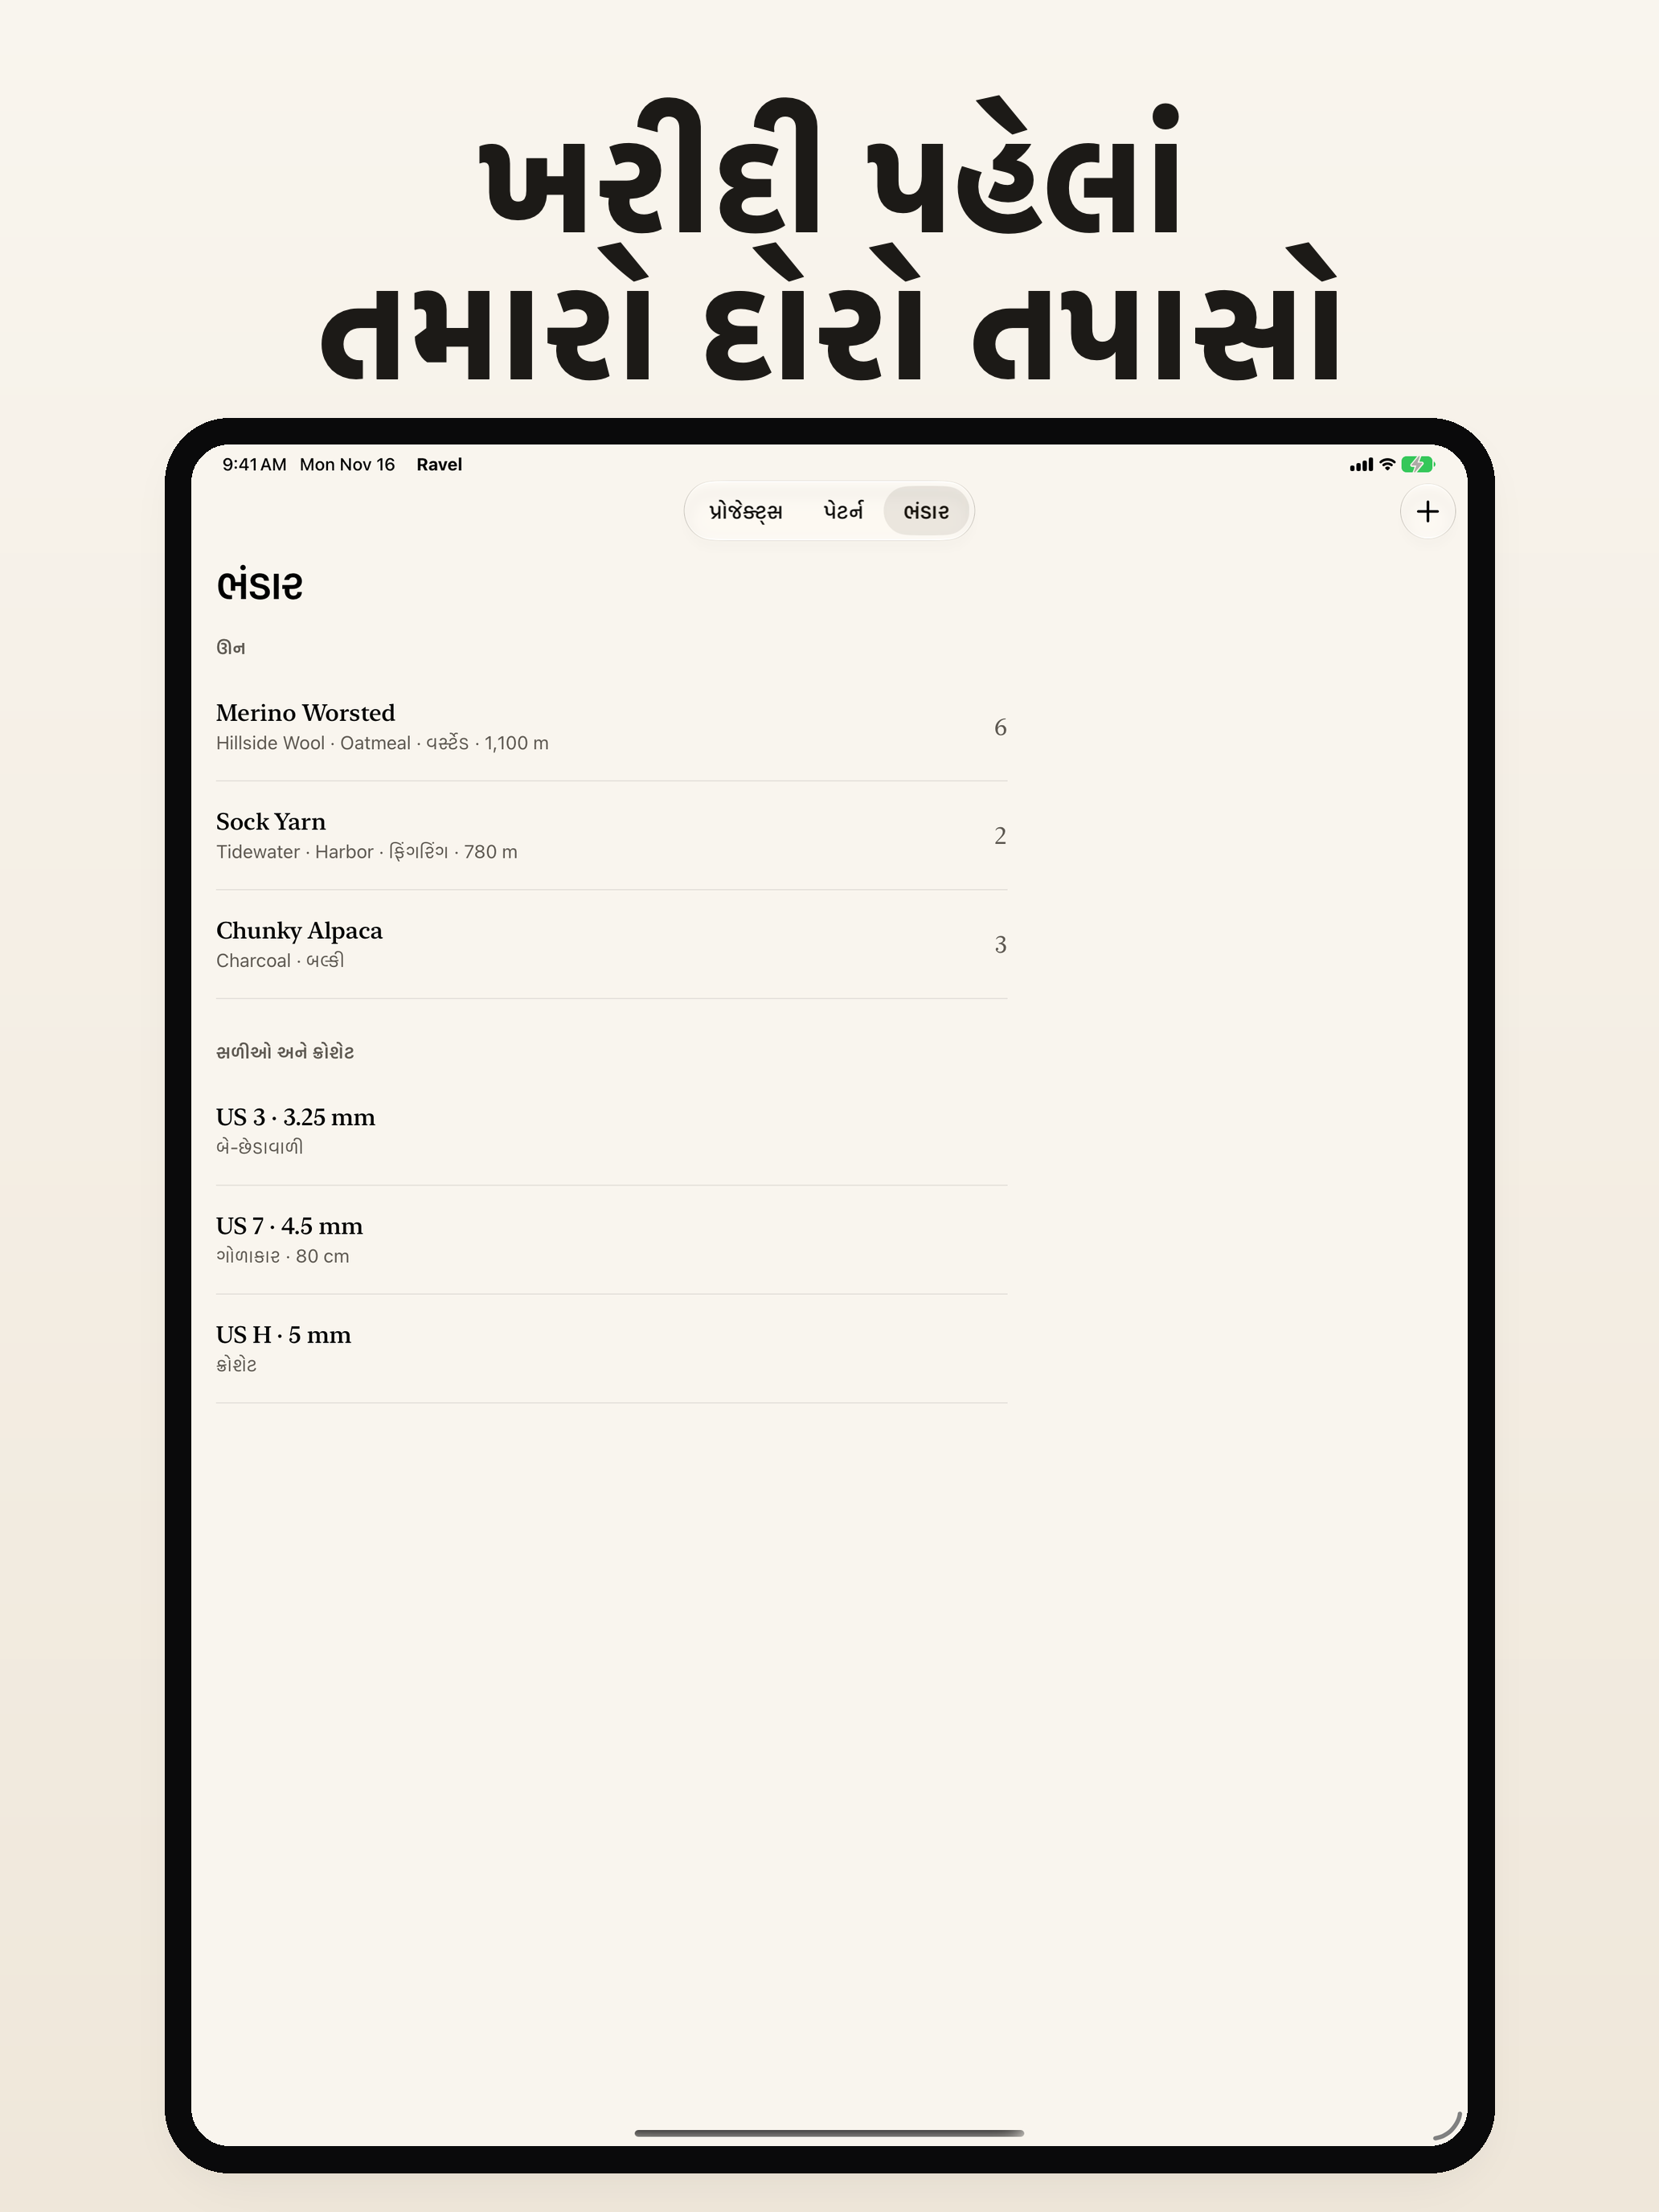 ખરીદી પહેલાં
તમારો દોરો તપાસો
9:41 AM Mon Nov 16 Ravel
પ્રોજેક્ટ્સ પેટર્ન ભંડાર
ભંડાર
ઊન
Merino Worsted
6
Hillside Wool · Oatmeal · વર્સ્ટેડ · 1,100 m
Sock Yarn
2
Tidewater · Harbor · ફિંગરિંગ · 780 m
Chunky Alpaca
3
Charcoal · બલ્કી
સળીઓ અને ક્રોશેટ
US 3 · 3.25 mm
બે-છેડાવાળી
US 7 · 4.5 mm
ગોળાકાર · 80 cm
US H · 5 mm
ક્રોશેટ